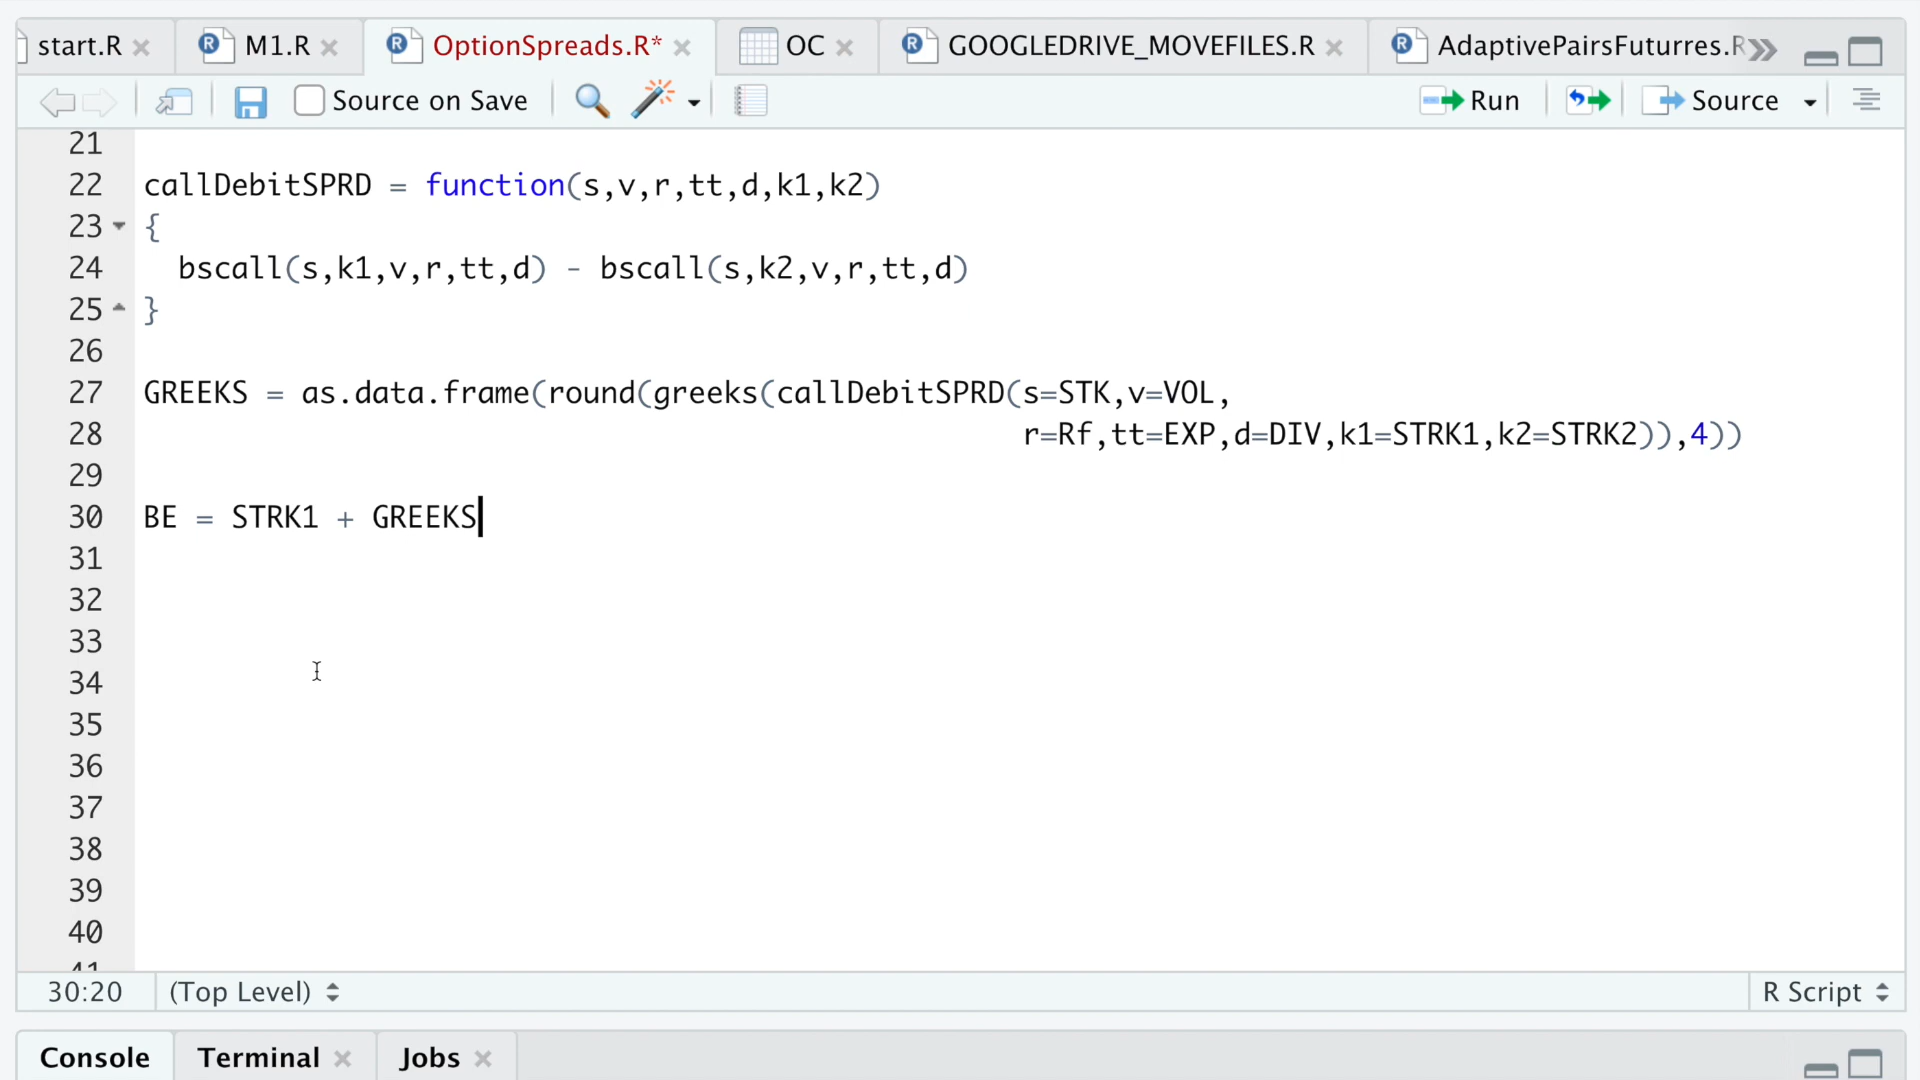 start.R
M1.R
OptionSpreads.R*
OC
GOOGLEDRIVE_MOVEFILES.R
AdaptivePairsFuturres.R
Source on Save
Run
Source
21
22 callDebitSPRD = function(s,v,r,tt,d,k1,k2)
23 {
24 bscall(s,k1,v,r,tt,d) - bscall(s,k2,v,r,tt,d)
25 }
26
27 GREEKS = as.data.frame(round(greeks(callDebitSPRD(s=STK,v=VOL,
28 r=Rf,tt=EXP,d=DIV,k1=STRK1,k2=STRK2)),4))
29
30 BE = STRK1 + GREEKS
31
32
33
34
35
36
37
38
39
40
41
30:20 (Top Level) R Script
Console Terminal Jobs